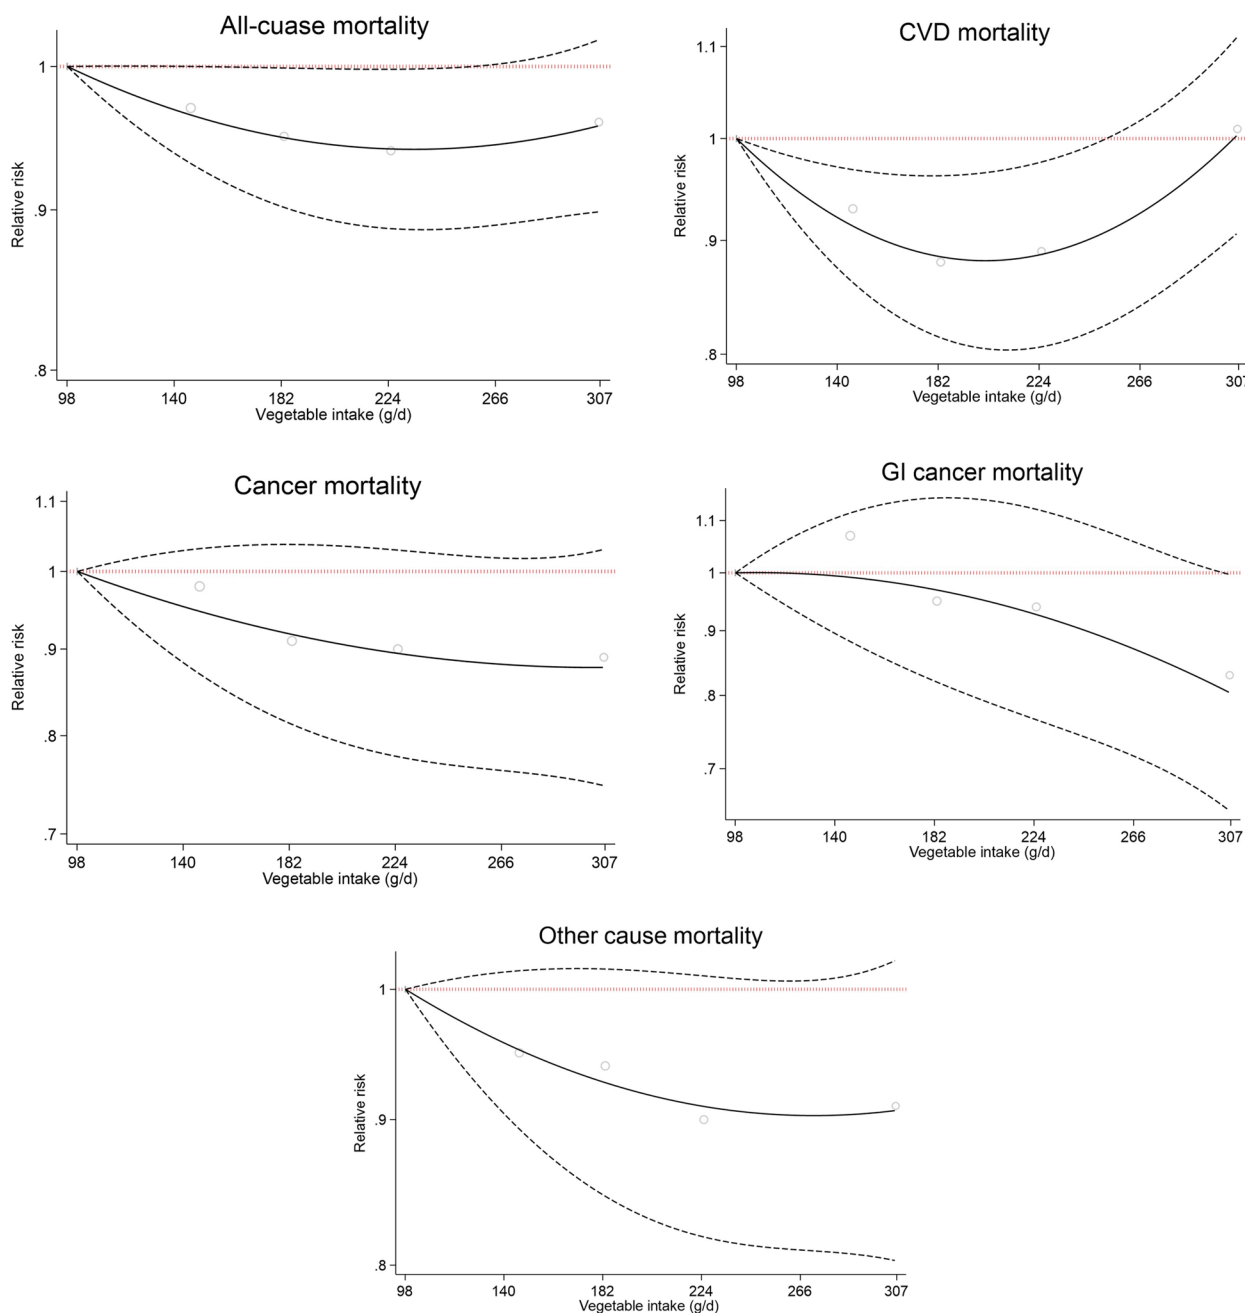 All-cuase mortality
1
.9
.8
Relative risk
98 140 182 224 266 307
Vegetable intake (g/d)
CVD mortality
1.1
1
.9
.8
Relative risk
98 140 182 224 266 307
Vegetable intake (g/d)
Cancer mortality
1.1
1
.9
.8
.7
Relative risk
98 140 182 224 266 307
Vegetable intake (g/d)
GI cancer mortality
1.1
1
.9
.8
.7
Relative risk
98 140 182 224 266 307
Vegetable intake (g/d)
Other cause mortality
1
.9
.8
Relative risk
98 140 182 224 266 307
Vegetable intake (g/d)